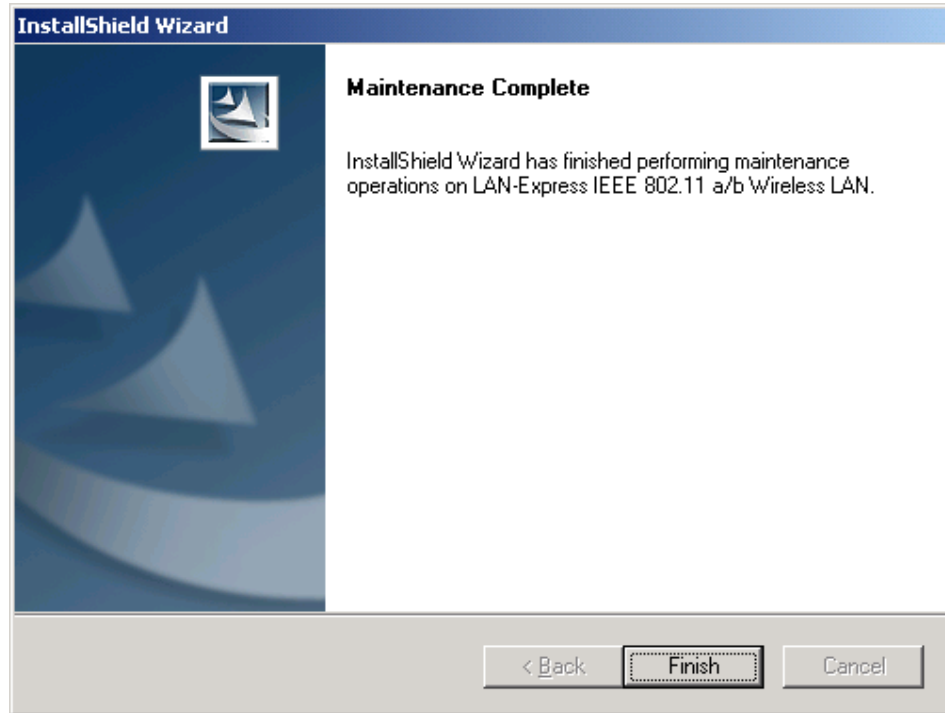 InstallShield Wizard
Maintenance Complete
InstallShield Wizard has finished performing maintenance
operations on LAN-Express IEEE 802.11 a/b Wireless LAN.
< Back
Finish
Cancel